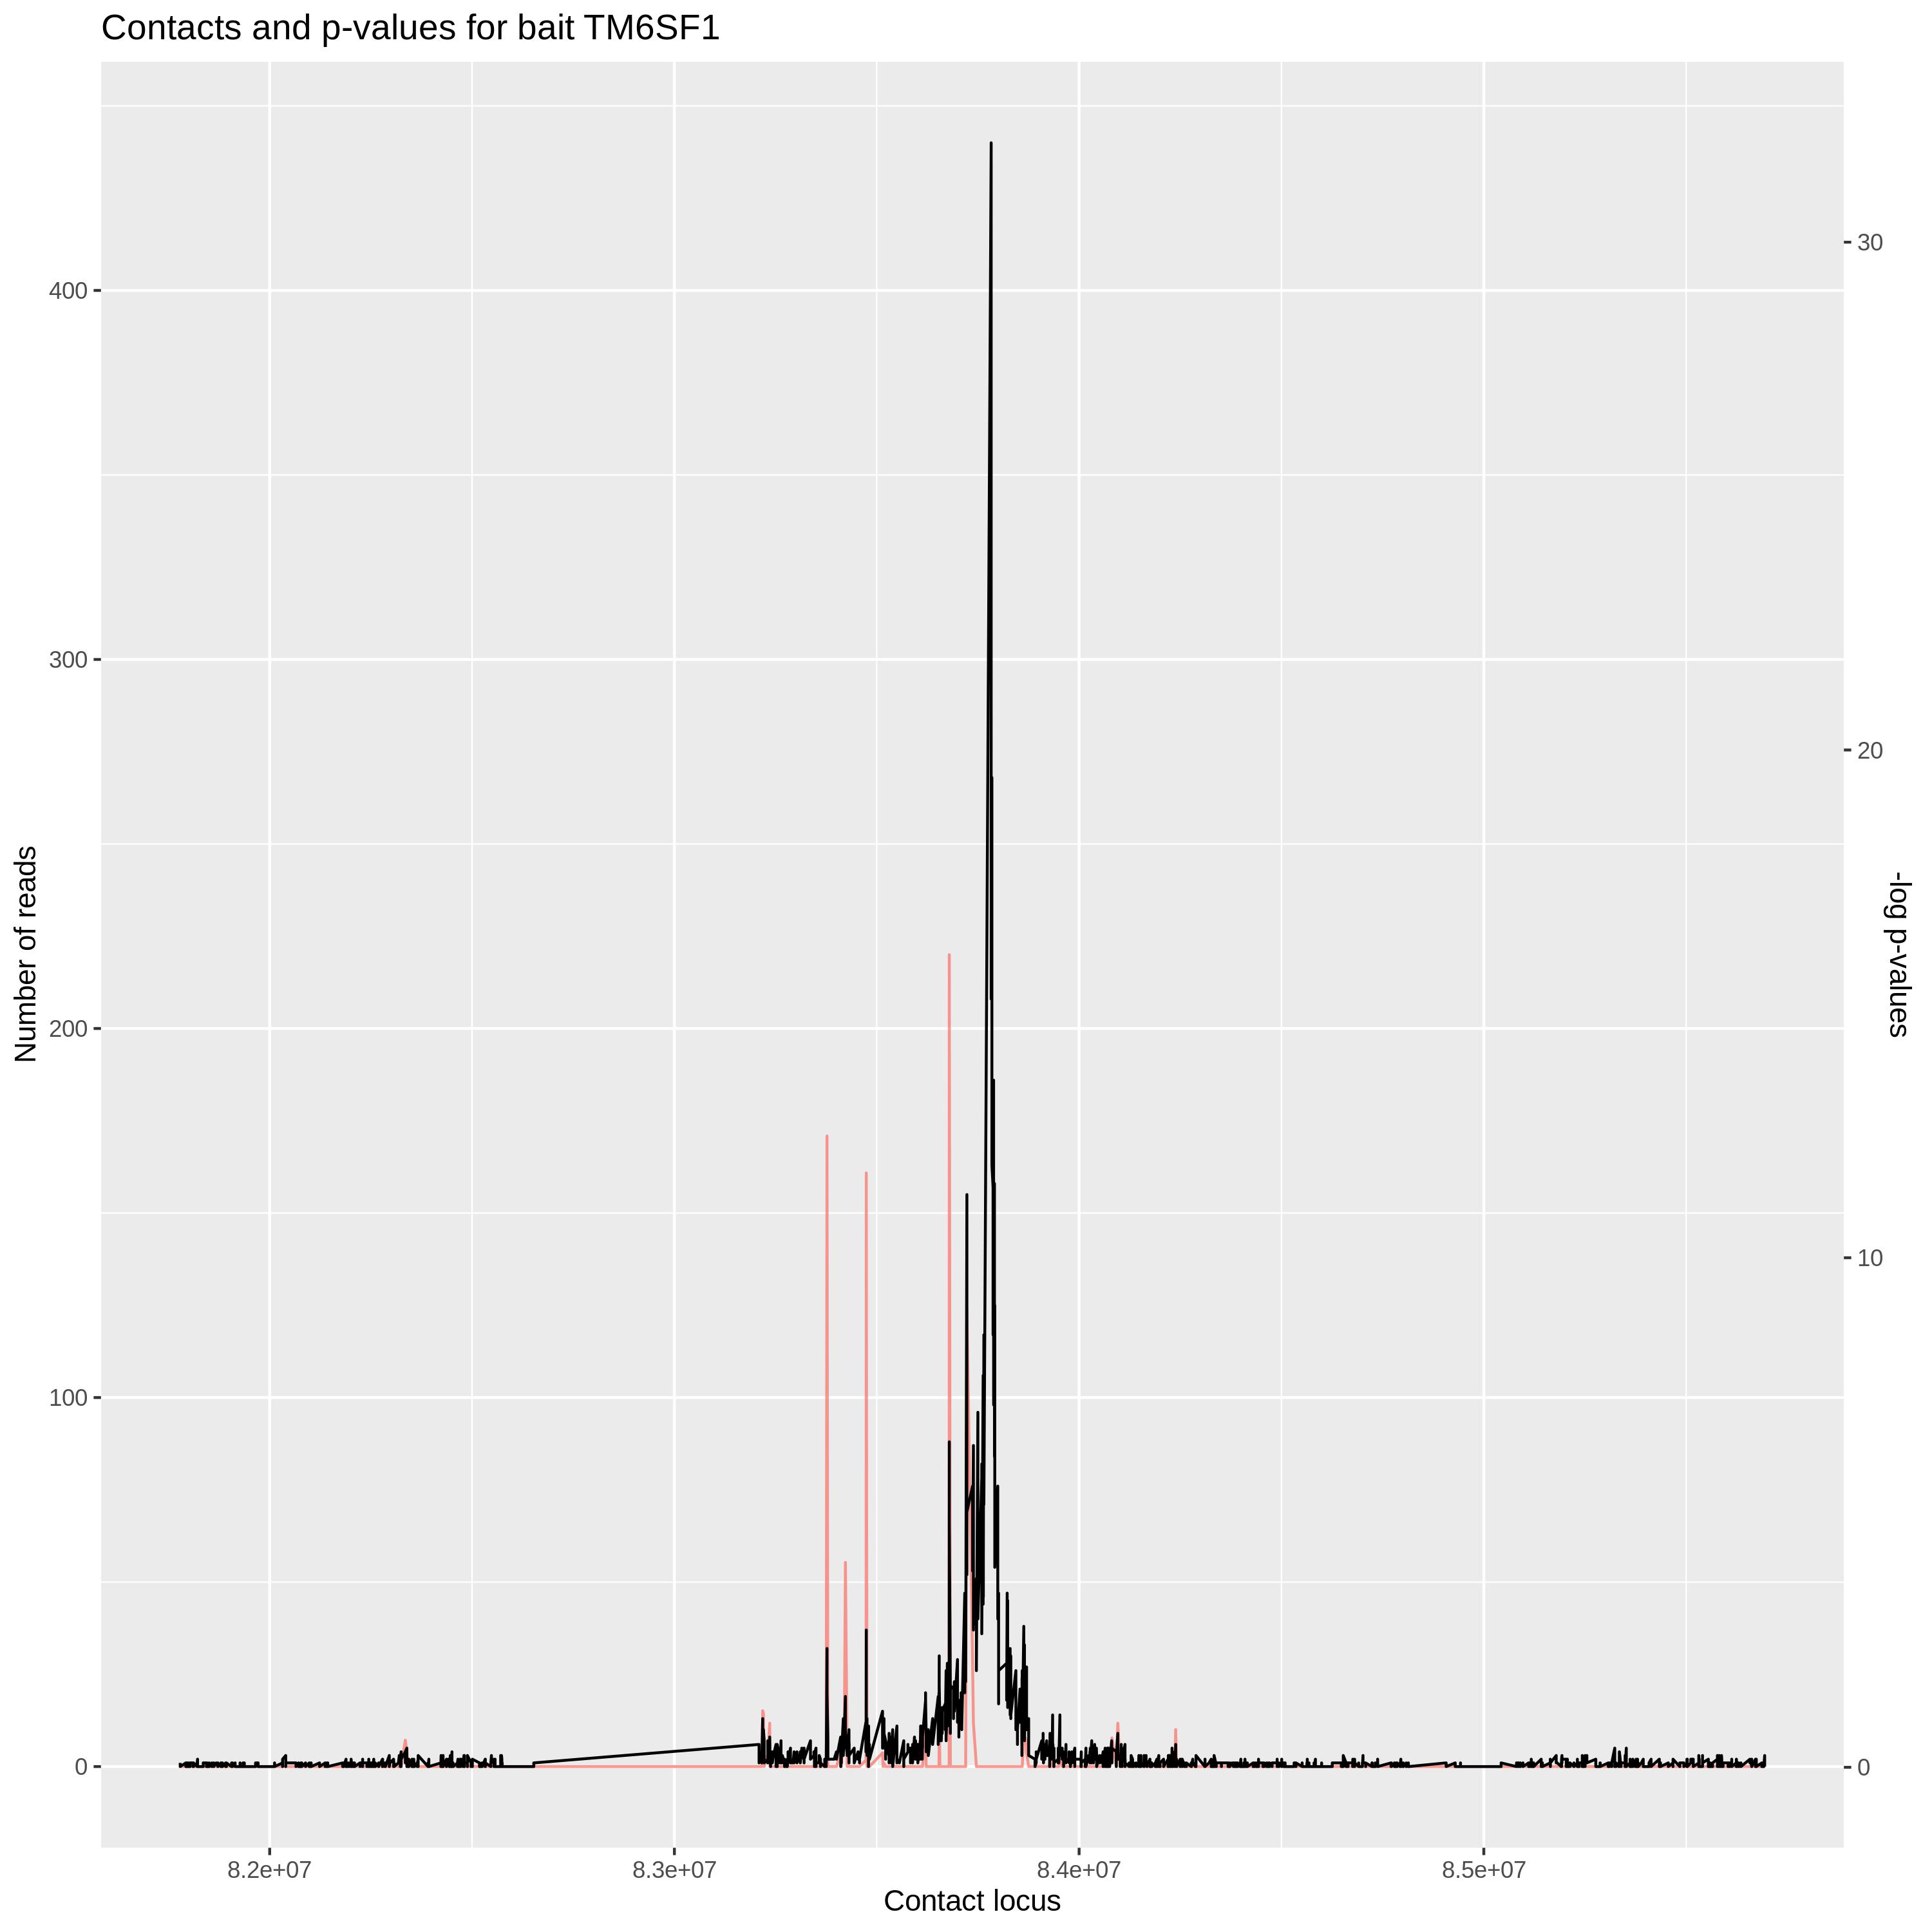 Contacts and p-values for bait TM6SF1
400
300
200
100
0
Number of reads
30
20
10
0
-log p-values
8.2e+07
8.3e+07
8.4e+07
8.5e+07
Contact locus